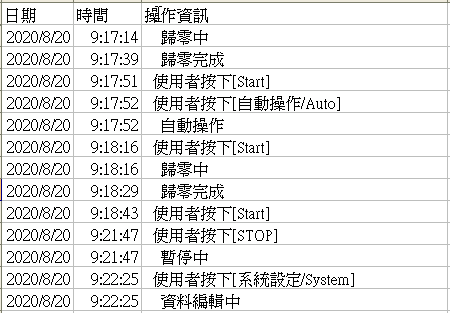 日期 時間 操作資訊
2020/8/20 9:17:14 歸零中
2020/8/20 9:17:39 歸零完成
2020/8/20 9:17:51 使用者按下[Start]
2020/8/20 9:17:52 使用者按下[自動操作/Auto]
2020/8/20 9:17:52 自動操作
2020/8/20 9:18:16 使用者按下[Start]
2020/8/20 9:18:16 歸零中
2020/8/20 9:18:29 歸零完成
2020/8/20 9:18:43 使用者按下[Start]
2020/8/20 9:21:47 使用者按下[STOP]
2020/8/20 9:21:47 暫停中
2020/8/20 9:22:25 使用者按下[系統設定/System]
2020/8/20 9:22:25 資料編輯中